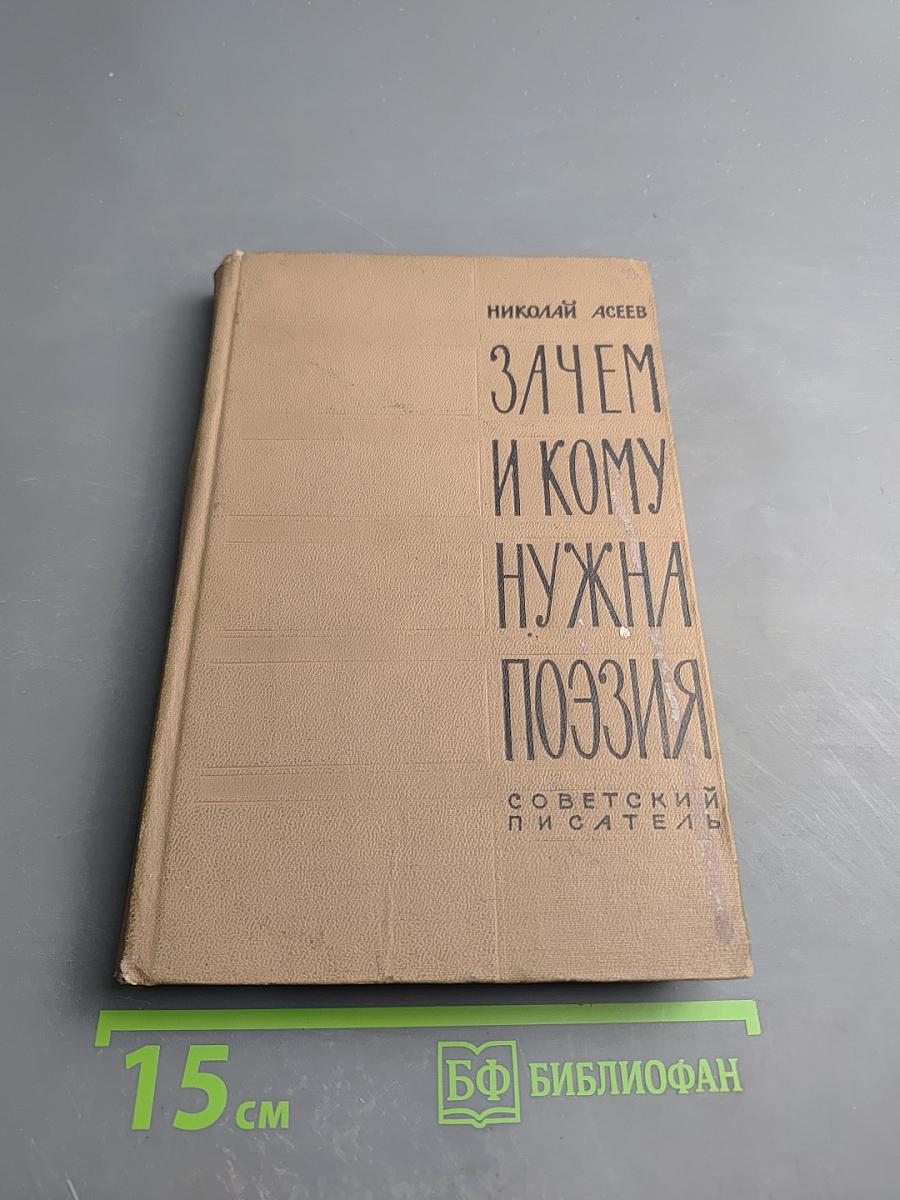 НИКОЛАЙ АСЕЕВ
ЗАЧЕМ
И КОМУ
НУЖНА
ПОЭЗИЯ
СОВЕТСКИЙ
ПИСАТЕЛЬ
15 см
БФ БИБЛИОФАН